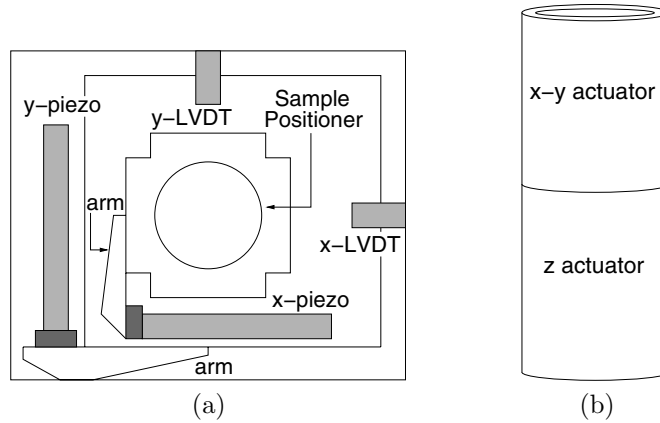 y-piezo
y-LVDT
Sample
Positioner
arm
x-LVDT
x-piezo
arm
(a)
x-y actuator
z actuator
(b)